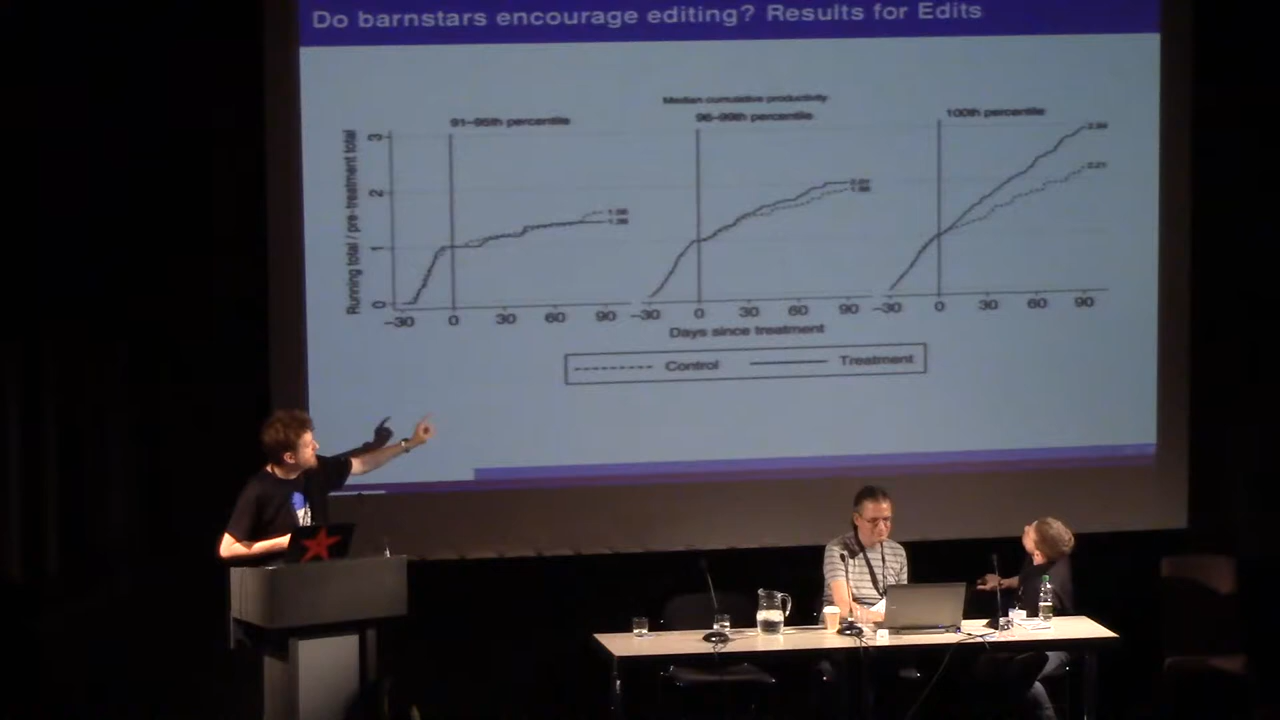 Do barnstars encourage editing? Results for Edits
Median cumulative productivity
91–95th percentile
96–99th percentile
100th percentile
Running total / pre-treatment total
3
2
1
0
2.21
−30 0 30 60 90
−30 0 30 60 90
−30 0 30 60 90
Days since treatment
Control
Treatment